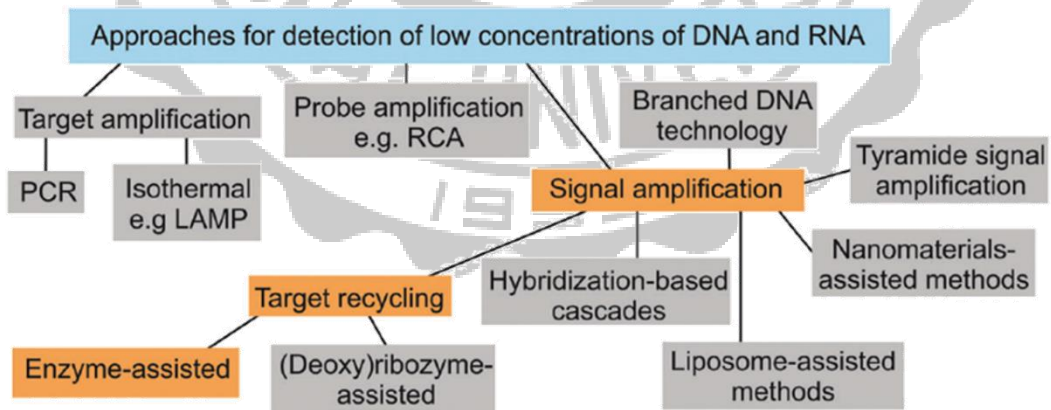 Approaches for detection of low concentrations of DNA and RNA
Target amplification
PCR
Isothermal
e.g LAMP
Probe amplification
e.g. RCA
Branched DNA
technology
Signal amplification
Tyramide signal
amplification
Nanomaterials-
assisted methods
Target recycling
Hybridization-based
cascades
Enzyme-assisted
(Deoxy)ribozyme-
assisted
Liposome-assisted
methods